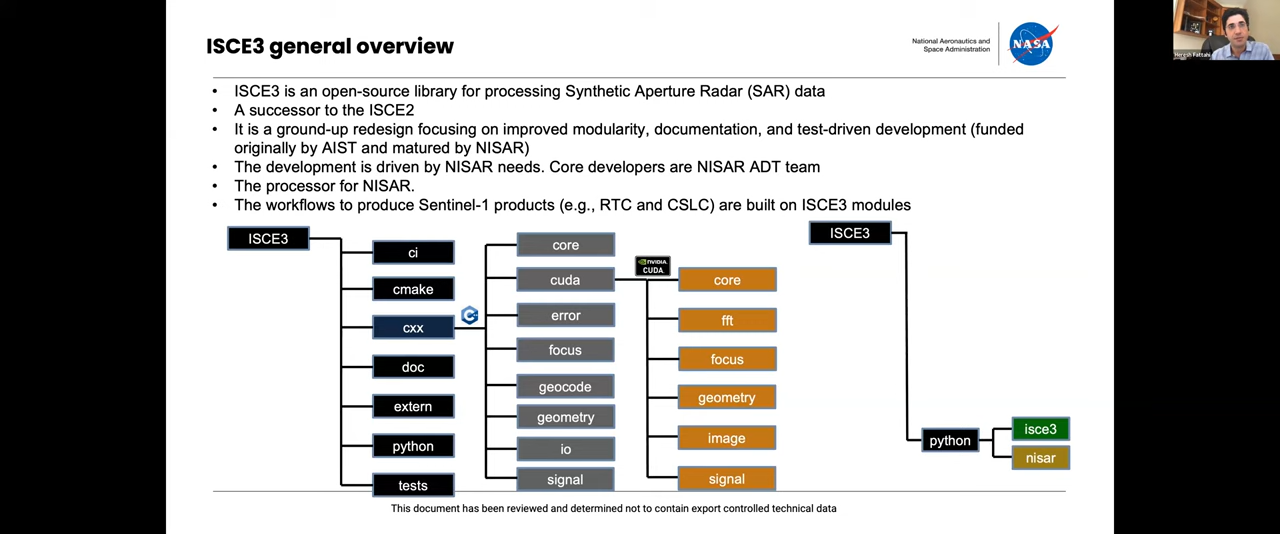 ISCE3 general overview
National Aeronautics and
Space Administration
NASA
Heresh Fattahi
• ISCE3 is an open-source library for processing Synthetic Aperture Radar (SAR) data
• A successor to the ISCE2
• It is a ground-up redesign focusing on improved modularity, documentation, and test-driven development (funded
originally by AIST and matured by NISAR)
• The development is driven by NISAR needs. Core developers are NISAR ADT team
• The processor for NISAR.
• The workflows to produce Sentinel-1 products (e.g., RTC and CSLC) are built on ISCE3 modules
ISCE3
ci
cmake
cxx
doc
extern
python
tests
C
core
cuda
error
focus
geocode
geometry
io
signal
NVIDIA
CUDA
core
fft
focus
geometry
image
signal
ISCE3
python
isce3
nisar
This document has been reviewed and determined not to contain export controlled technical data